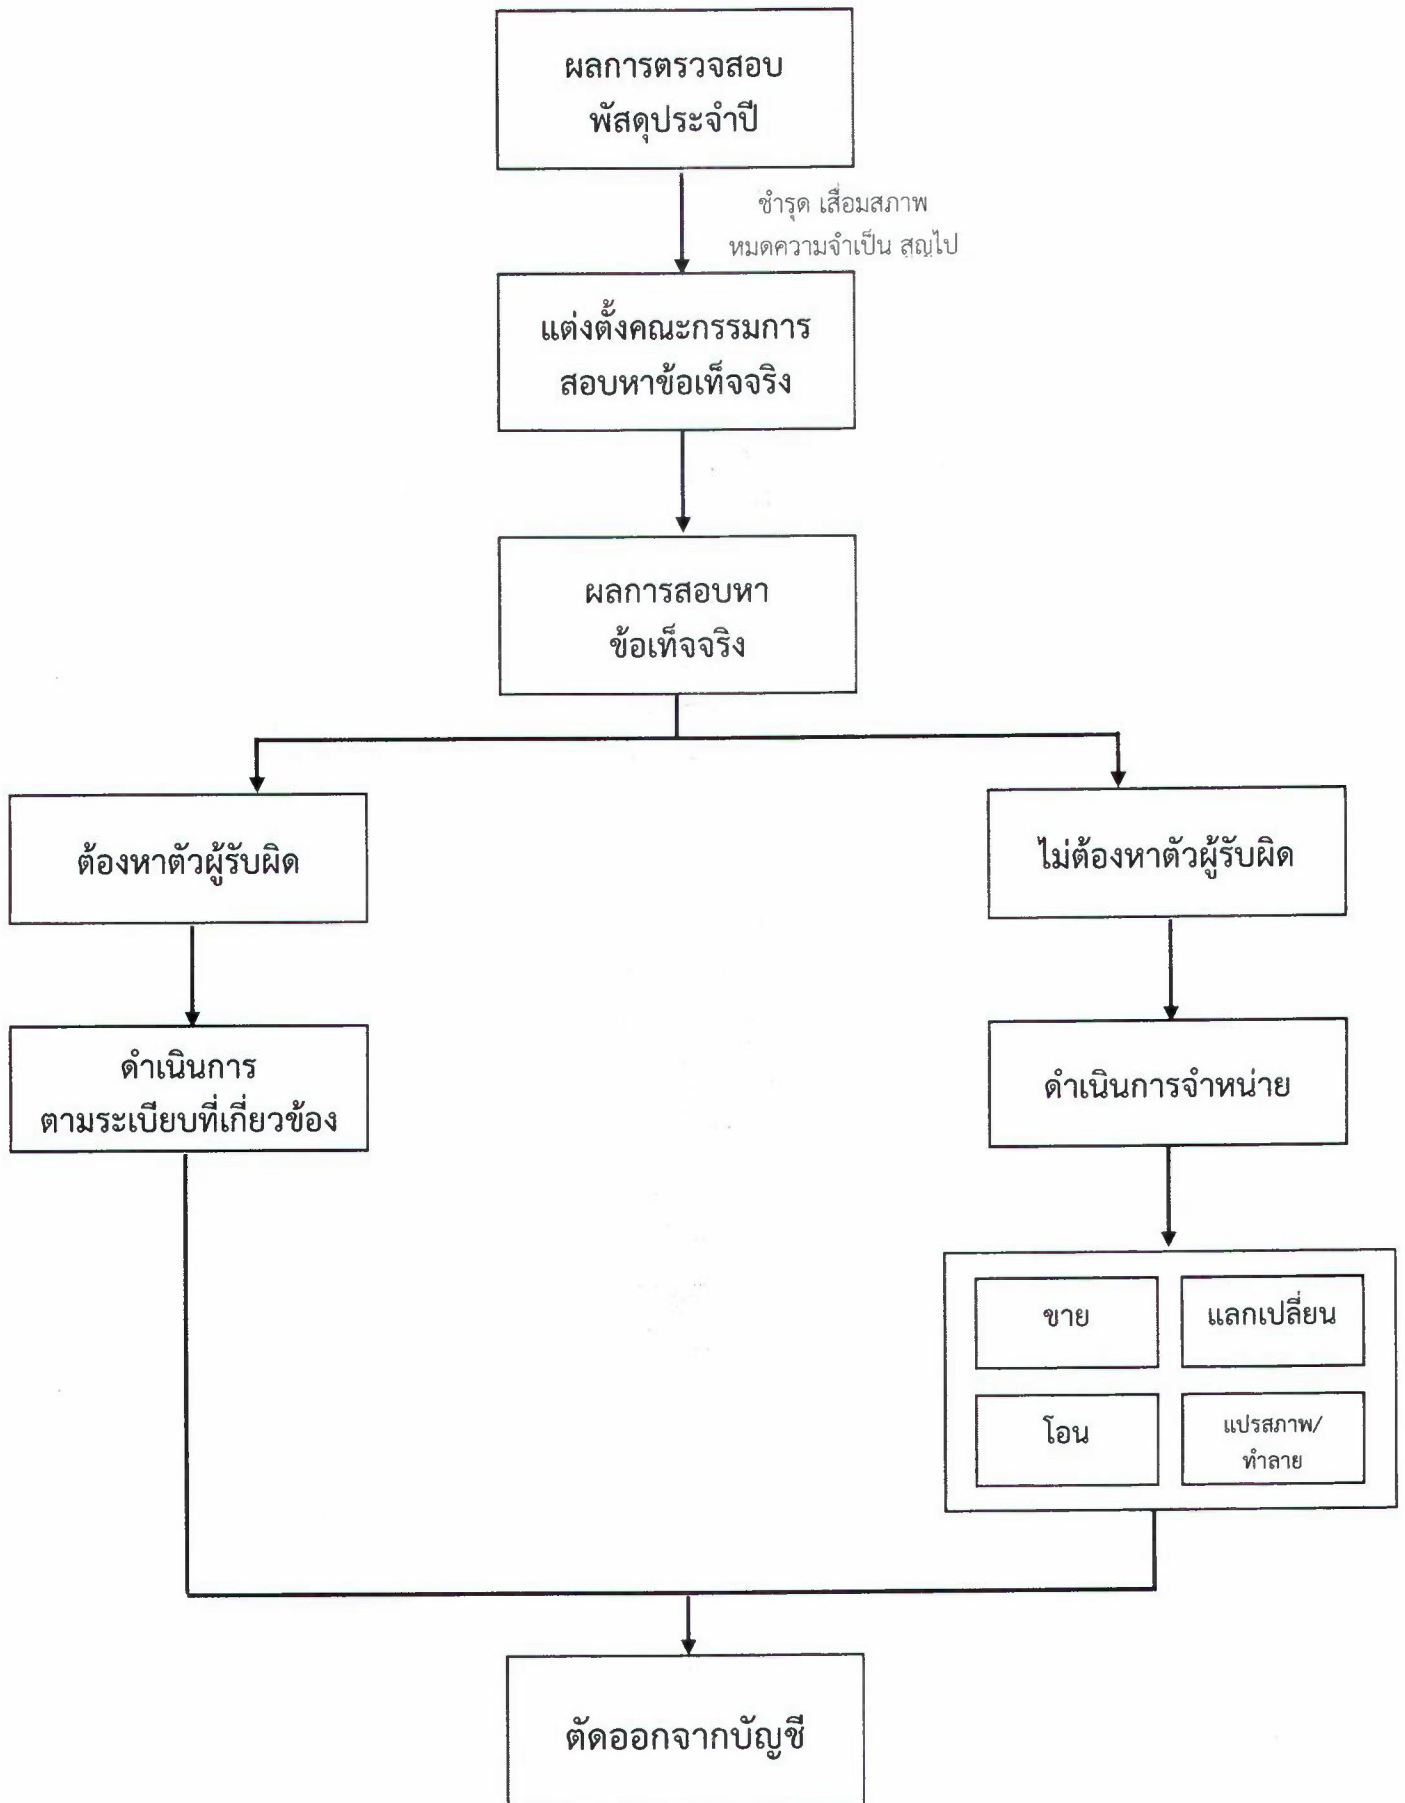 ผลการตรวจสอบ
พัสดุประจำปี
ชำรุด เสื่อมสภาพ
หมดความจำเป็น สูญไป
แต่งตั้งคณะกรรมการ
สอบหาข้อเท็จจริง
ผลการสอบหา
ข้อเท็จจริง
ต้องหาตัวผู้รับผิด
ไม่ต้องหาตัวผู้รับผิด
ดำเนินการ
ตามระเบียบที่เกี่ยวข้อง
ดำเนินการจำหน่าย
ขาย
แลกเปลี่ยน
โอน
แปรสภาพ/
ทำลาย
ตัดออกจากบัญชี